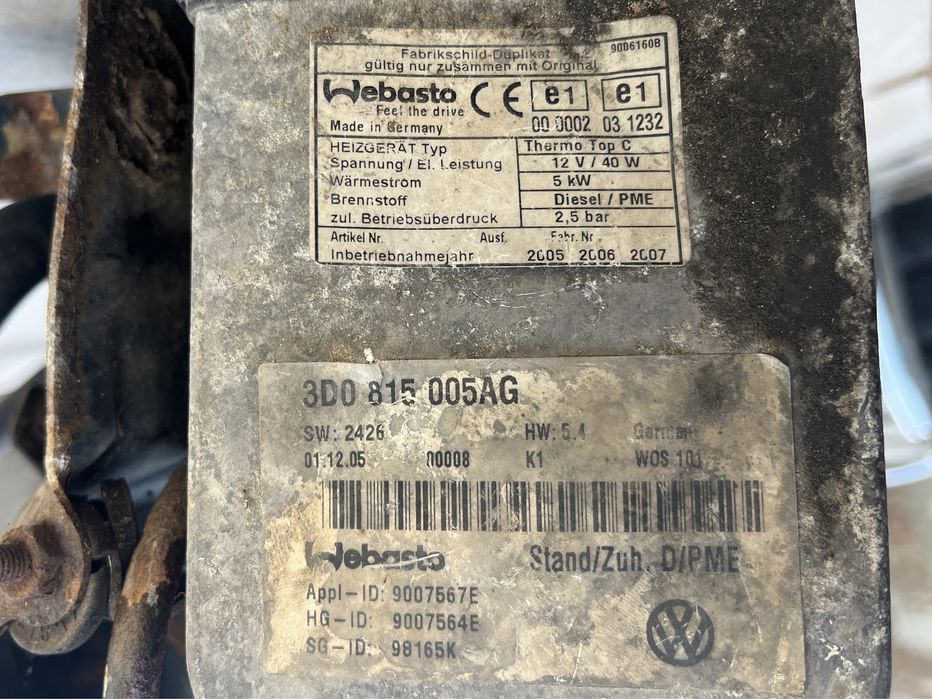 Fabrikschild-Duplikat 9006160B
gültig nur zusammen mit Original
Webasto CE e1 e1
Feel the drive
Made in Germany 00 0002 03 1232
HEIZGERÄT Typ Thermo Top C
Spannung / El. Leistung 12 V / 40 W
Wärmestrom 5 kW
Brennstoff Diesel / PME
zul. Betriebsüberdruck 2,5 bar
Artikel Nr. Ausf. Fabr. Nr
Inbetriebnahmejahr 2005 2006 2007
3D0 815 005AG
SW: 2426 HW: 5.4 German
01.12.05 00008 K1 WOS 101
Webasto Stand/Zuh. D/PME
Appl-ID: 9007567E
HG-ID: 9007564E
SG-ID: 98165K
VW